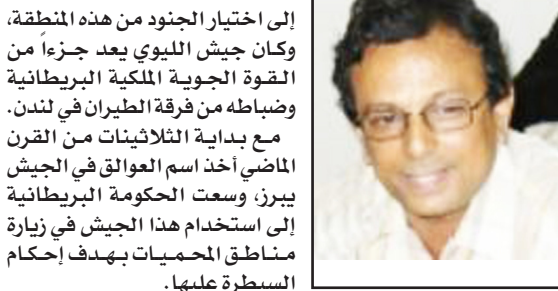 إلى اختيار الجنود من هذه المنطقة،
وكان جيش الليوي يعد جزءاً من
القوة الجوية الملكية البريطانية
وضباطه من فرقة الطيران في لندن.
مع بداية الثلاثينات من القرن
الماضي أخذ اسم العوالق في الجيش
يبرز، وسعت الحكومة البريطانية
إلى استخدام هذا الجيش في زيارة
مناطق المحميات بهدف إحكام
السيطرة عليها.